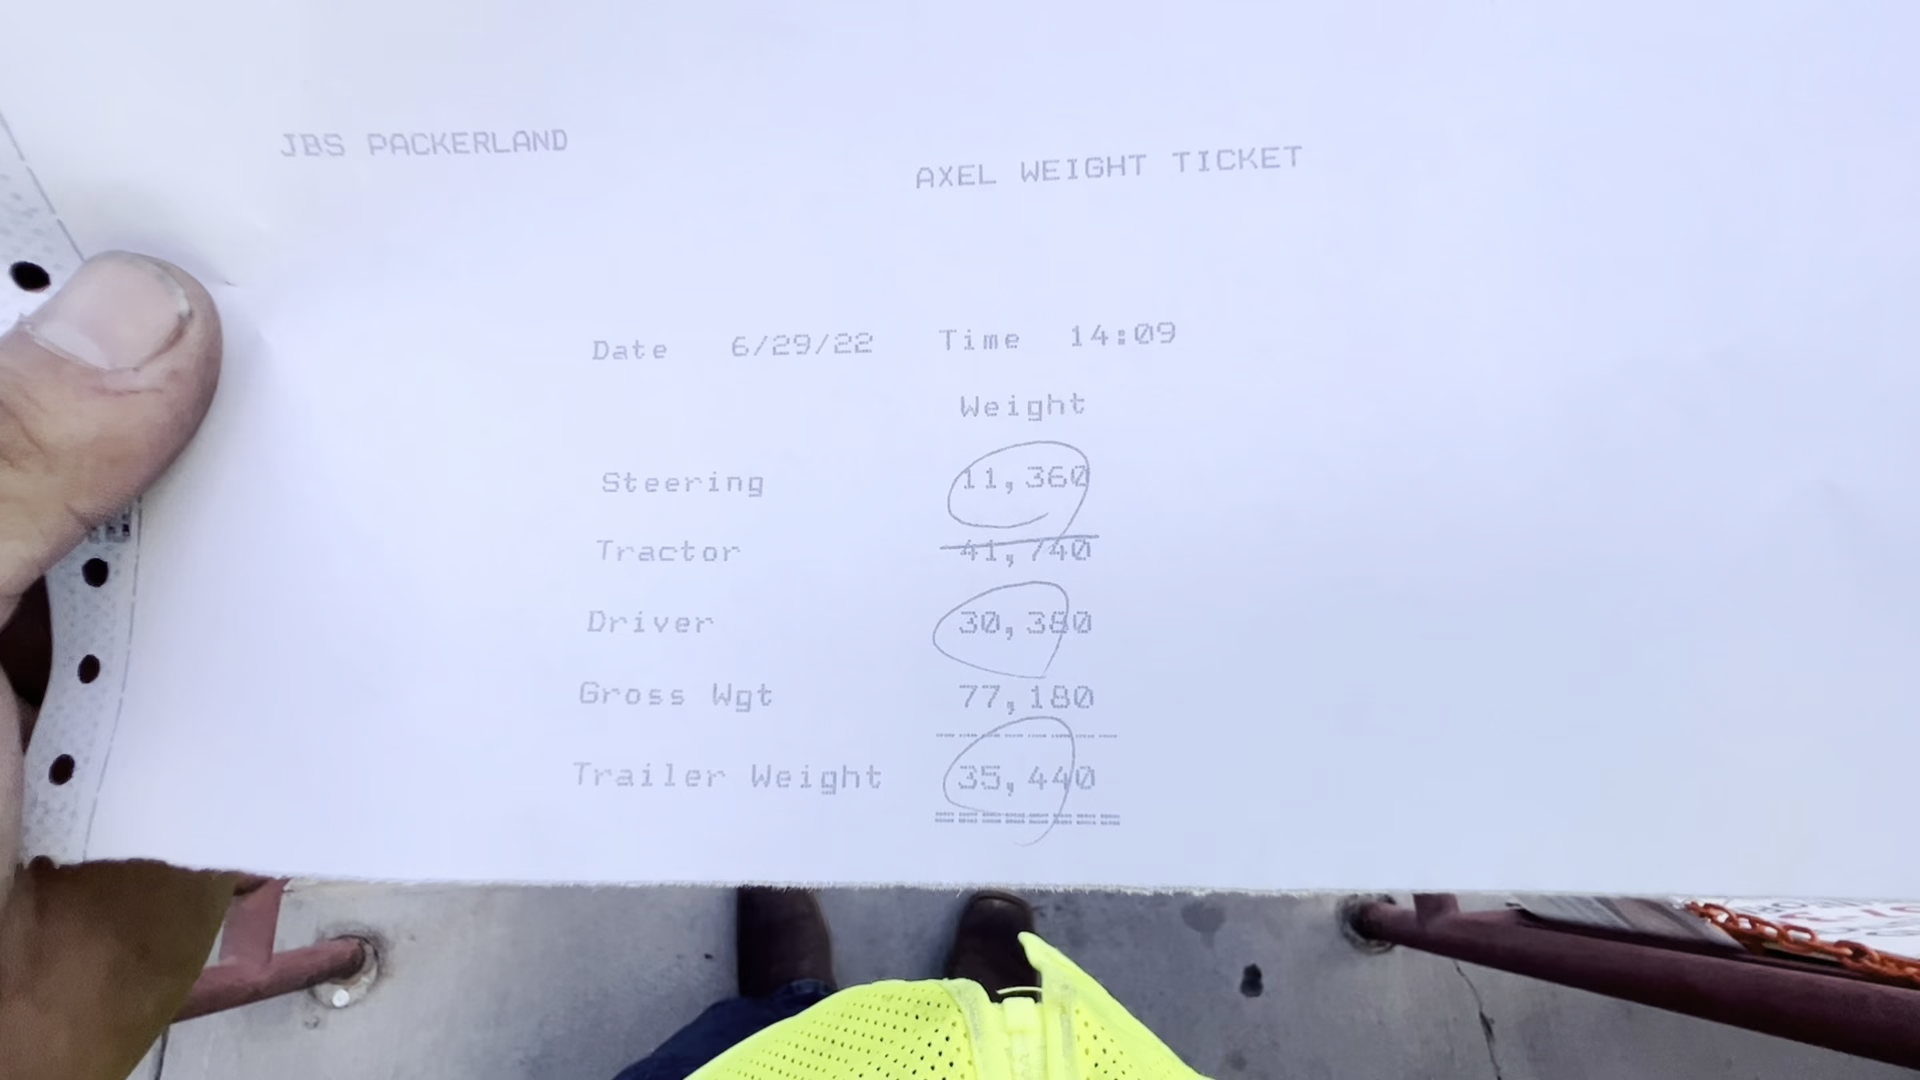 JBS PACKERLAND
AXEL WEIGHT TICKET
Date 6/29/22 Time 14:09
Weight
Steering 11,360
Tractor 41,740
Driver 30,380
Gross Wgt 77,180
Trailer Weight 35,440